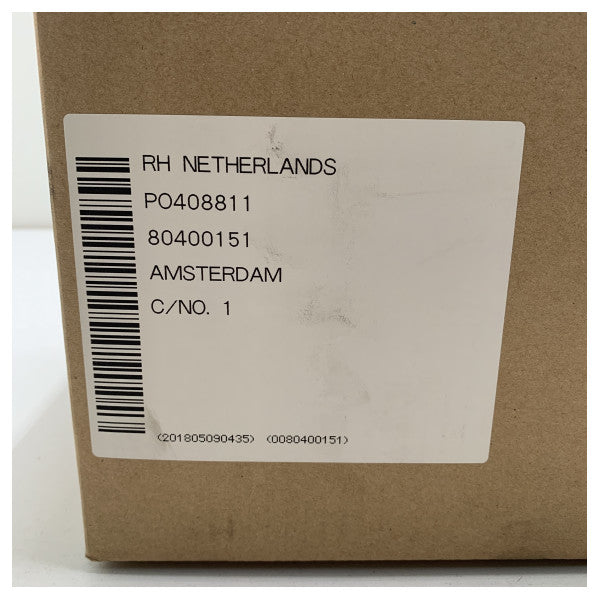 RH NETHERLANDS
PO408811
80400151
AMSTERDAM
C/NO. 1
(201805090435) (0080400151)